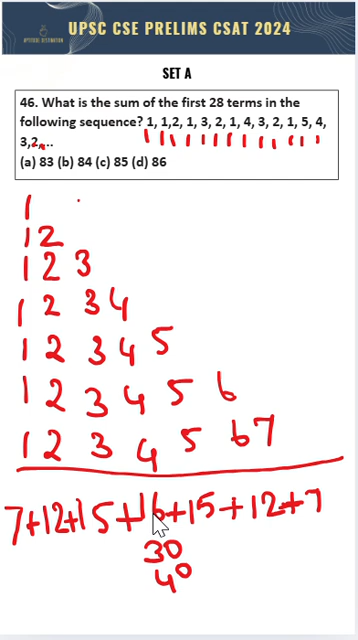 UPSC CSE PRELIMS CSAT 2024
APTITUDE DESTINATION
SET A
46. What is the sum of the first 28 terms in the
following sequence? 1, 1,2, 1, 3, 2, 1, 4, 3, 2, 1, 5, 4,
3,2,...
(a) 83 (b) 84 (c) 85 (d) 86
1
1 2
1 2 3
1 2 3 4
1 2 3 4 5
1 2 3 4 5 6
1 2 3 4 5 6 7
7+12+15+16+15+12+7
30
40